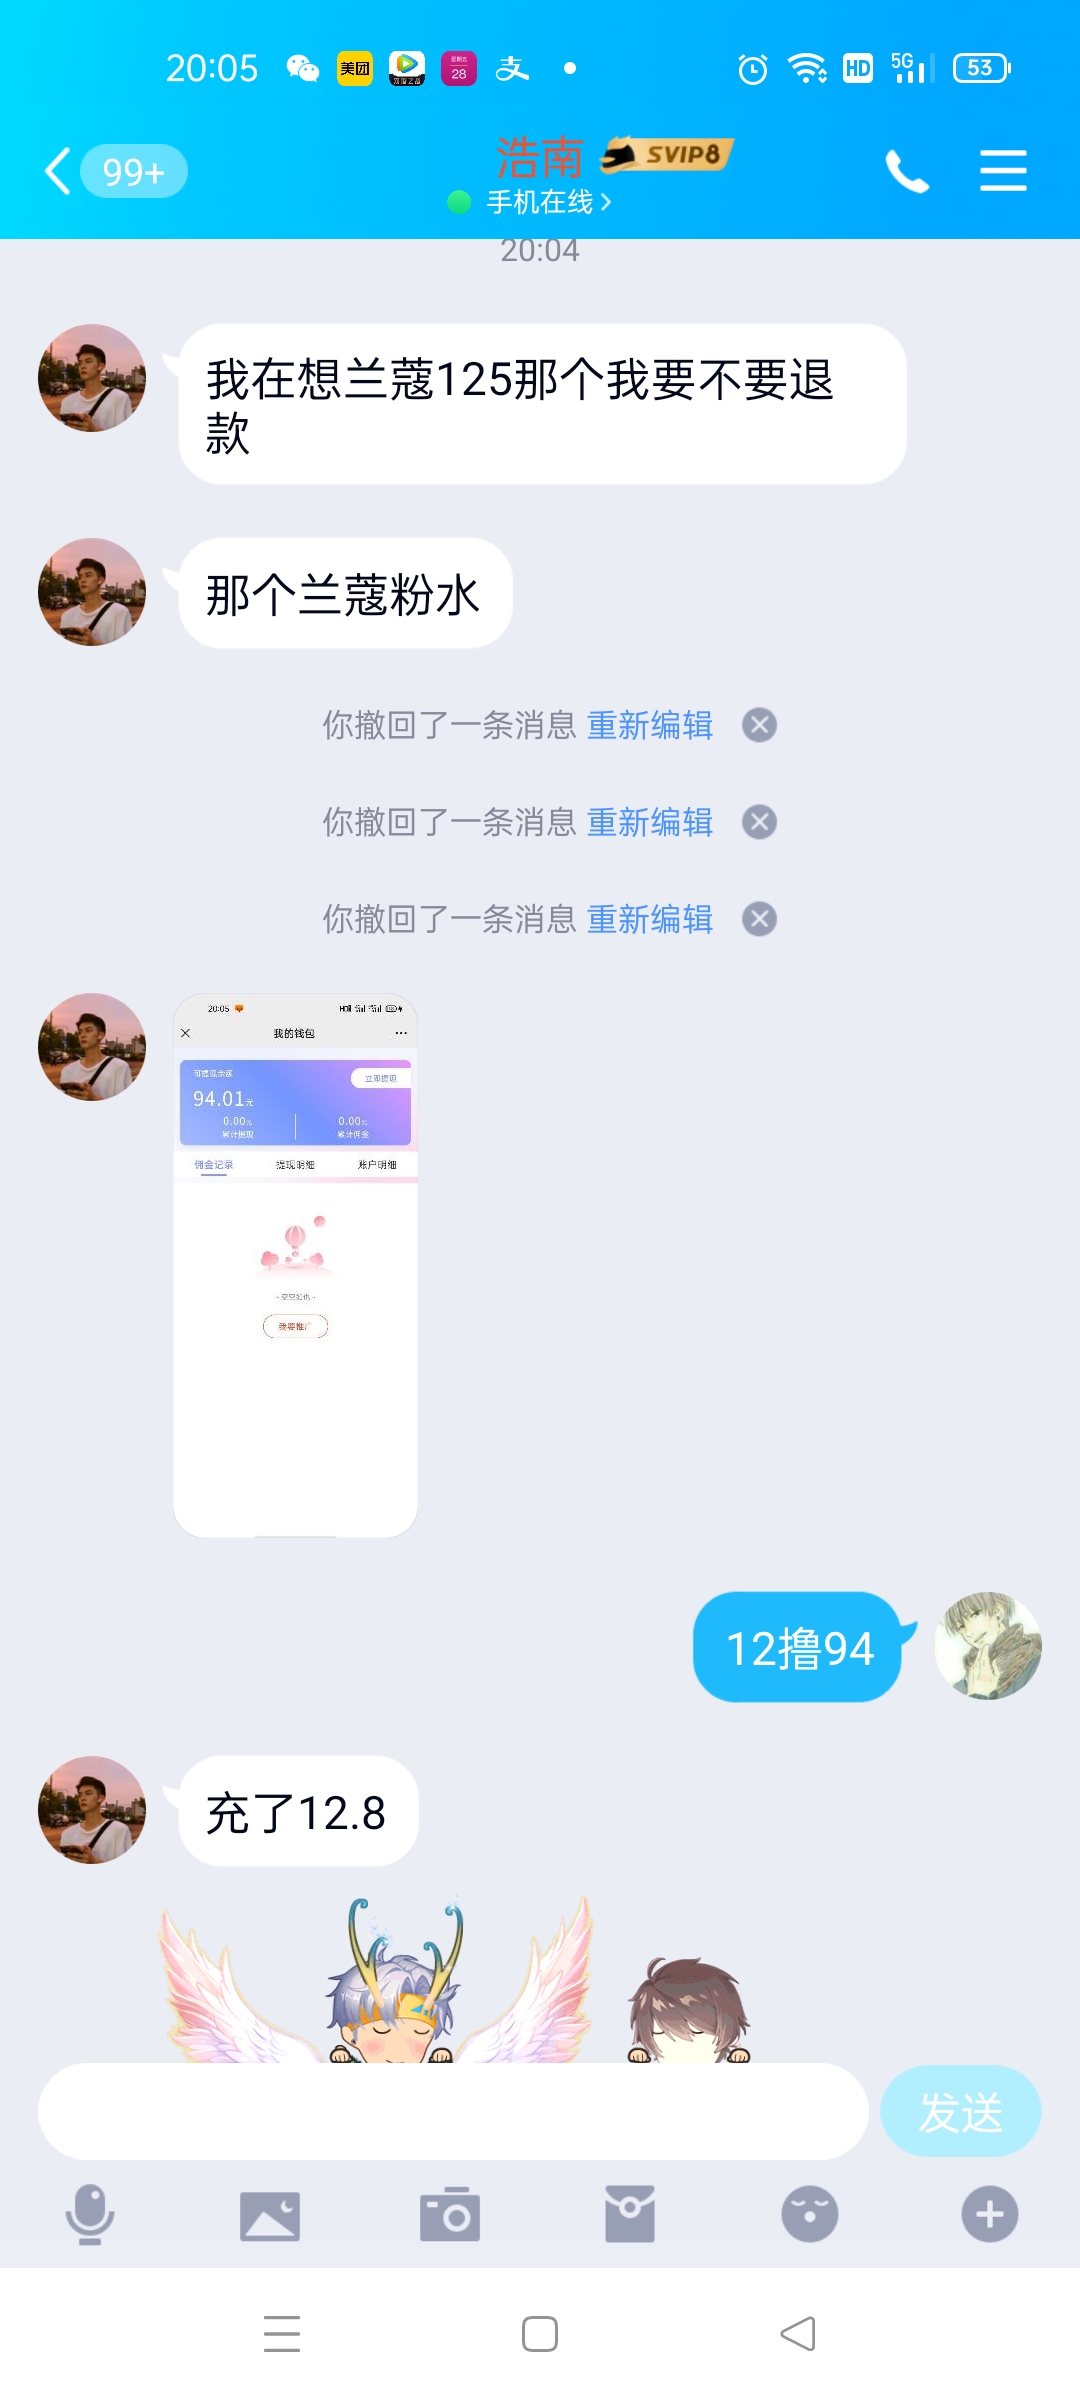 20:05
美团
星期五
28
HD
5G
53
99+
浩南
SVIP8
手机在线
20:04
我在想兰蔻125那个我要不要退
款
那个兰蔻粉水
你撤回了一条消息 重新编辑
你撤回了一条消息 重新编辑
你撤回了一条消息 重新编辑
20:05
我的钱包
可提现余额
立即提现
94.01元
0.00元
0.00元
累计提现
累计佣金
佣金记录
提现明细
账户明细
~空空如也~
我要推广
12撸94
充了12.8
发送